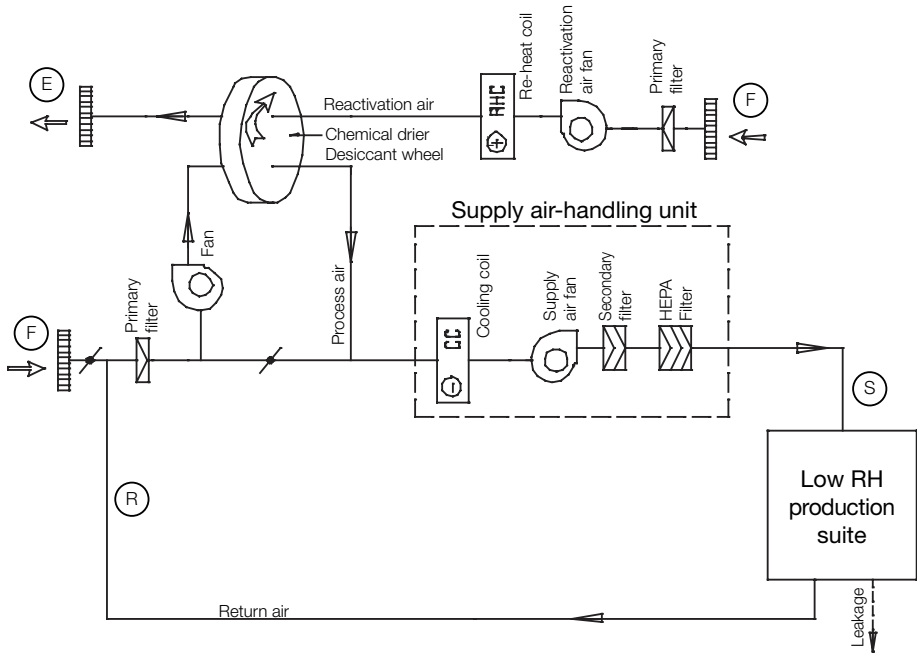 E
Reactivation air
Chemical drier
Desiccant wheel
RHC
+
Re-heat coil
Reactivation
air fan
Primary
filter
F
Supply air-handling unit
Fan
Process air
F
Primary
filter
CC
−
Cooling coil
Supply
air fan
Secondary
filter
HEPA
Filter
S
R
Low RH
production
suite
Return air
Leakage